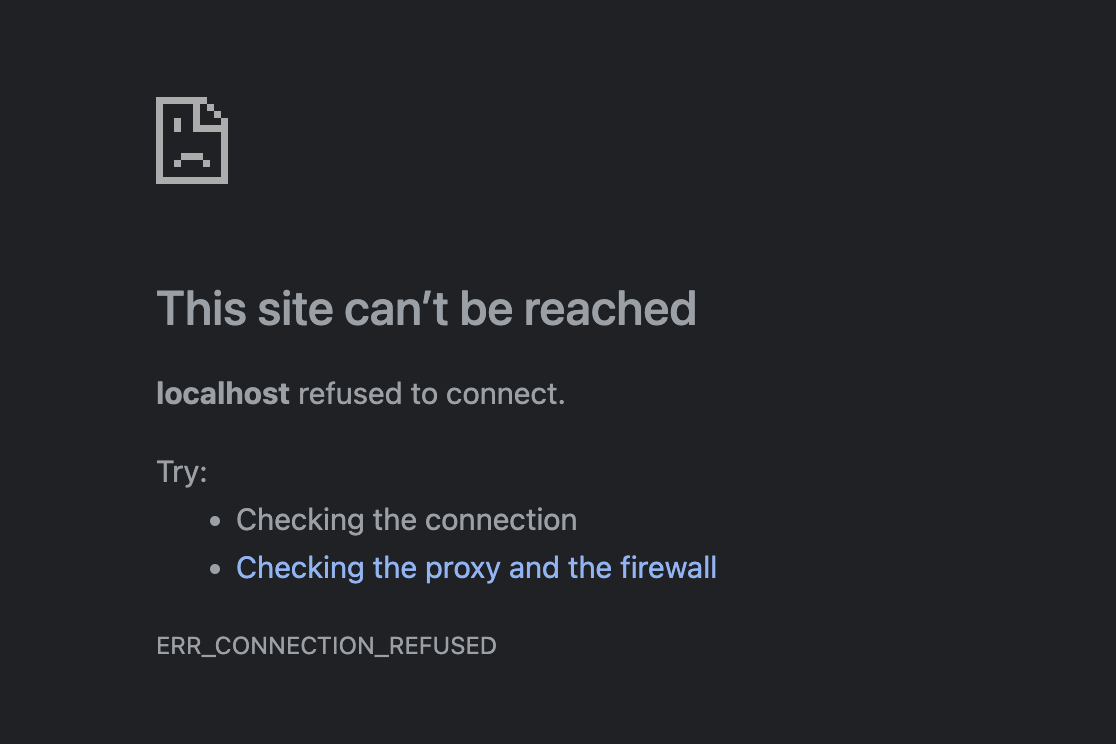 This site can’t be reached
localhost refused to connect.
Try:
• Checking the connection
• Checking the proxy and the firewall
ERR_CONNECTION_REFUSED